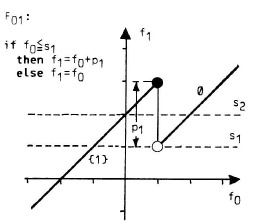 F01:
if f0≦s1
then f1=f0+p1
else f1=f0
f1
Ø
s2
p1
s1
{1}
f0